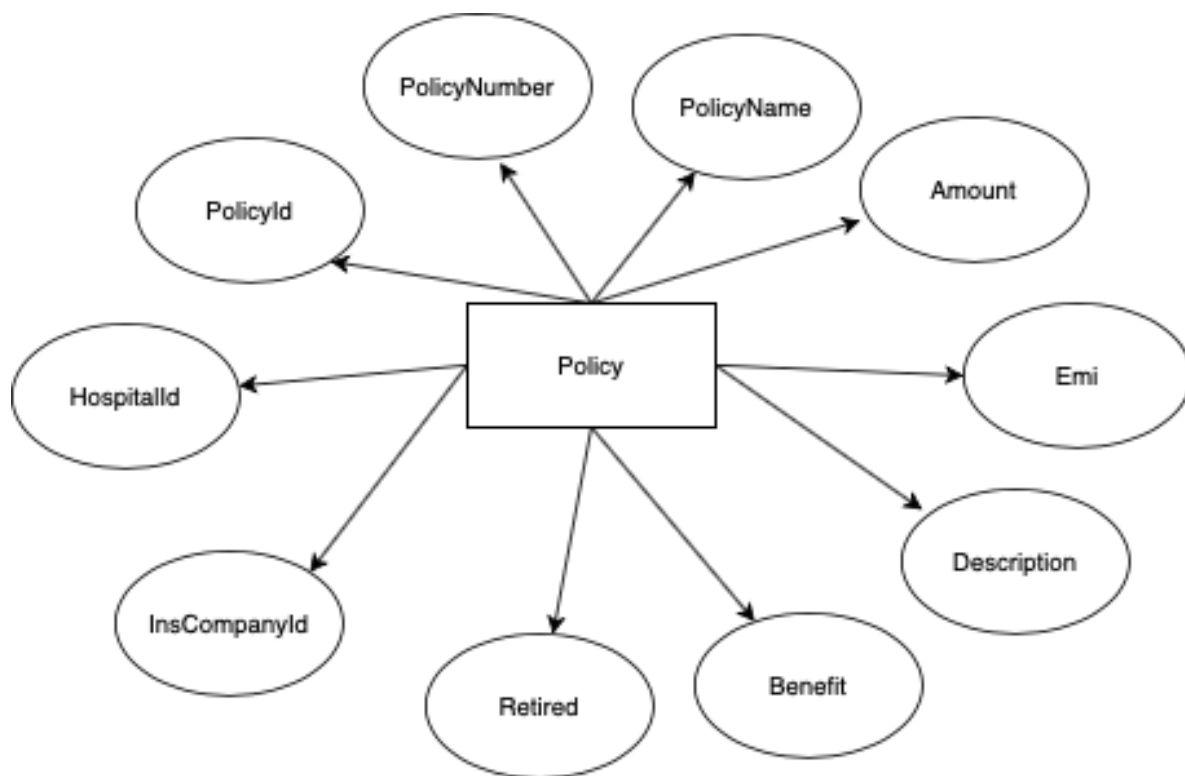 PolicyNumber
PolicyName
Amount
PolicyId
Policy
HospitalId
Emi
Description
InsCompanyId
Benefit
Retired